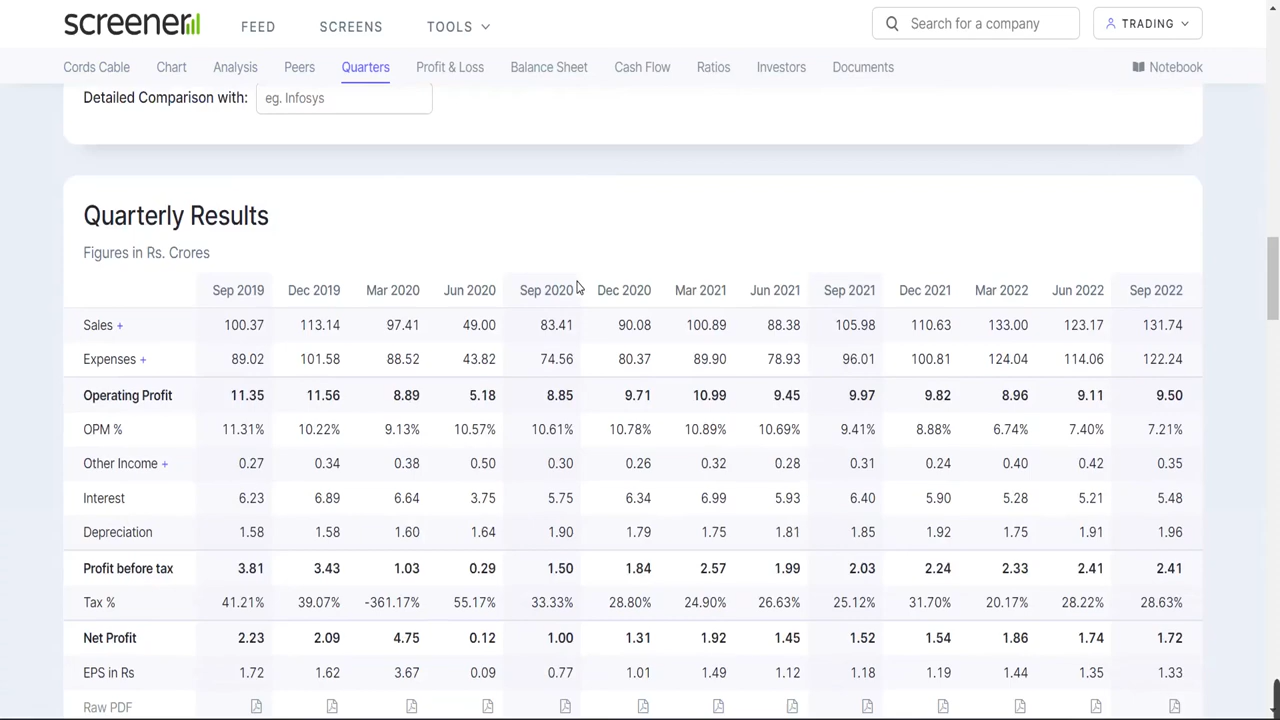 screener FEED SCREENS TOOLS Search for a company TRADING
Cords Cable Chart Analysis Peers Quarters Profit & Loss Balance Sheet Cash Flow Ratios Investors Documents Notebook
Detailed Comparison with: eg. Infosys
Quarterly Results
Figures in Rs. Crores
Sep 2019 Dec 2019 Mar 2020 Jun 2020 Sep 2020 Dec 2020 Mar 2021 Jun 2021 Sep 2021 Dec 2021 Mar 2022 Jun 2022 Sep 2022
Sales + 100.37 113.14 97.41 49.00 83.41 90.08 100.89 88.38 105.98 110.63 133.00 123.17 131.74
Expenses + 89.02 101.58 88.52 43.82 74.56 80.37 89.90 78.93 96.01 100.81 124.04 114.06 122.24
Operating Profit 11.35 11.56 8.89 5.18 8.85 9.71 10.99 9.45 9.97 9.82 8.96 9.11 9.50
OPM % 11.31% 10.22% 9.13% 10.57% 10.61% 10.78% 10.89% 10.69% 9.41% 8.88% 6.74% 7.40% 7.21%
Other Income + 0.27 0.34 0.38 0.50 0.30 0.26 0.32 0.28 0.31 0.24 0.40 0.42 0.35
Interest 6.23 6.89 6.64 3.75 5.75 6.34 6.99 5.93 6.40 5.90 5.28 5.21 5.48
Depreciation 1.58 1.58 1.60 1.64 1.90 1.79 1.75 1.81 1.85 1.92 1.75 1.91 1.96
Profit before tax 3.81 3.43 1.03 0.29 1.50 1.84 2.57 1.99 2.03 2.24 2.33 2.41 2.41
Tax % 41.21% 39.07% -361.17% 55.17% 33.33% 28.80% 24.90% 26.63% 25.12% 31.70% 20.17% 28.22% 28.63%
Net Profit 2.23 2.09 4.75 0.12 1.00 1.31 1.92 1.45 1.52 1.54 1.86 1.74 1.72
EPS in Rs 1.72 1.62 3.67 0.09 0.77 1.01 1.49 1.12 1.18 1.19 1.44 1.35 1.33
Raw PDF